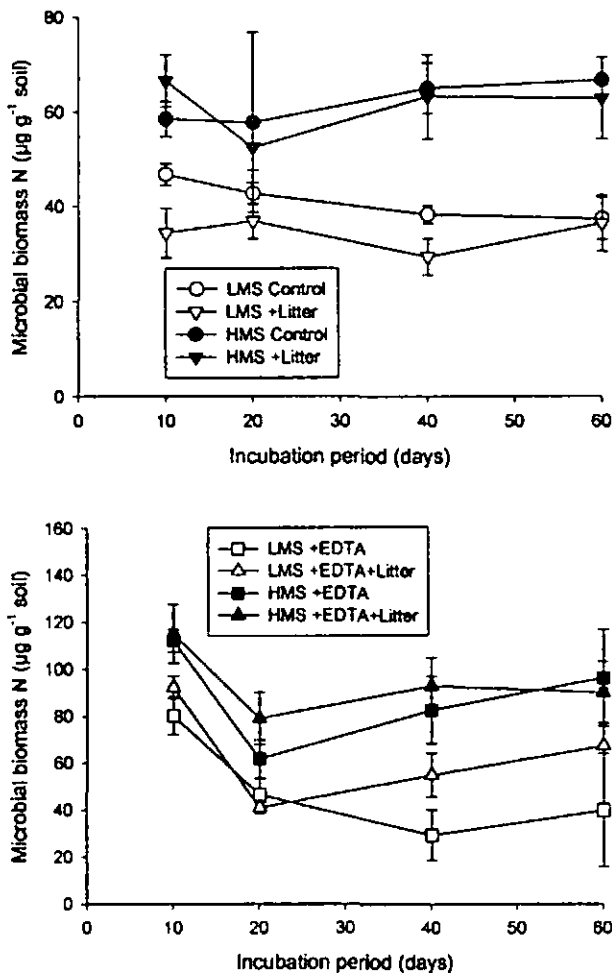 80
60
40
20
0
Microbial biomass N (µg g⁻¹ soil)
LMS Control
LMS +Litter
HMS Control
HMS +Litter
0 10 20 30 40 50 60
Incubation period (days)
160
140
120
100
80
60
40
20
0
Microbial biomass N (µg g⁻¹ soil)
LMS +EDTA
LMS +EDTA+Litter
HMS +EDTA
HMS +EDTA+Litter
0 10 20 30 40 50 60
Incubation period (days)